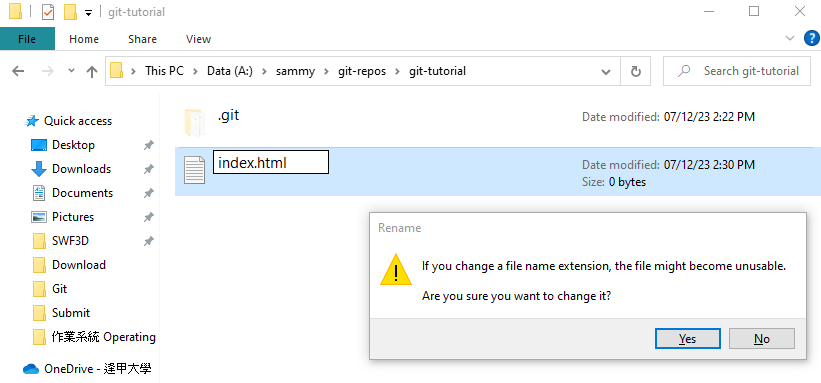 git-tutorial
File Home Share View
This PC Data (A:) sammy git-repos git-tutorial
Search git-tutorial
Quick access
Desktop
Downloads
Documents
Pictures
SWF3D
Download
Git
Submit
作業系統 Operating
OneDrive - 逢甲大學
.git Date modified: 07/12/23 2:22 PM
index.html Date modified: 07/12/23 2:30 PM
Size: 0 bytes
Rename
If you change a file name extension, the file might become unusable.
Are you sure you want to change it?
Yes No